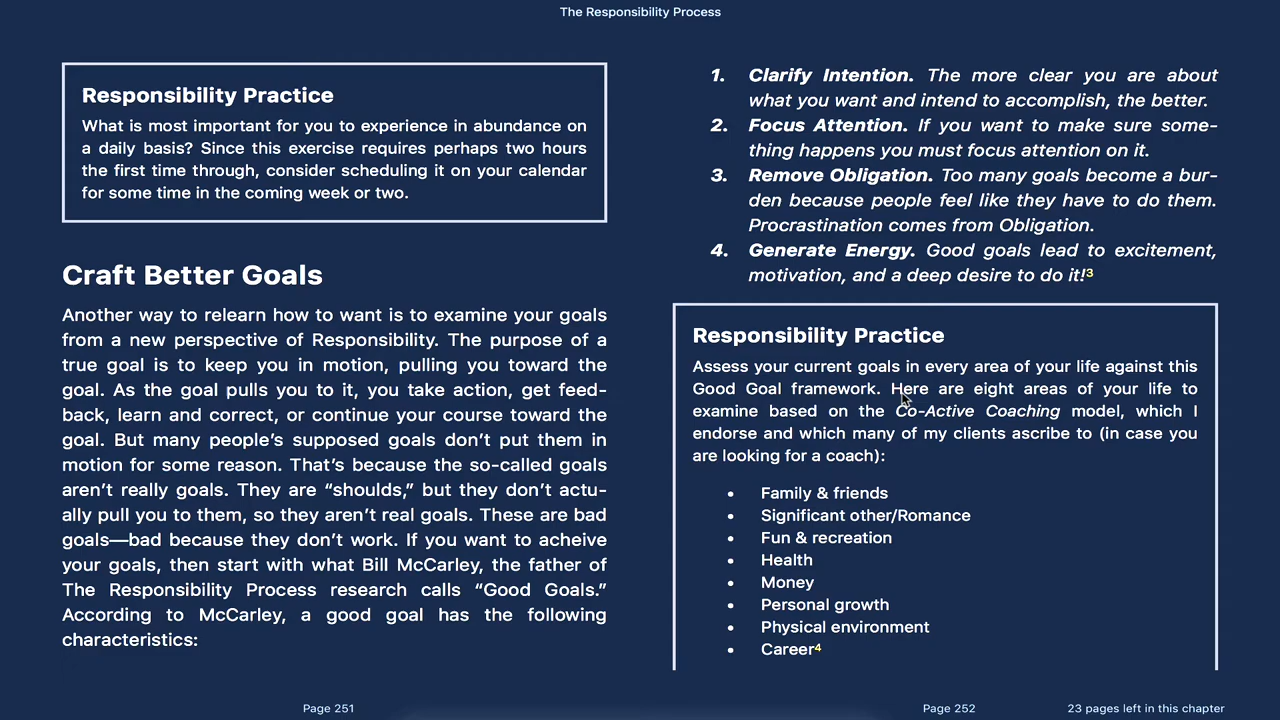 The Responsibility Process
Responsibility Practice
What is most important for you to experience in abundance on
a daily basis? Since this exercise requires perhaps two hours
the first time through, consider scheduling it on your calendar
for some time in the coming week or two.
Craft Better Goals
Another way to relearn how to want is to examine your goals
from a new perspective of Responsibility. The purpose of a
true goal is to keep you in motion, pulling you toward the
goal. As the goal pulls you to it, you take action, get feed-
back, learn and correct, or continue your course toward the
goal. But many people's supposed goals don't put them in
motion for some reason. That's because the so-called goals
aren't really goals. They are “shoulds,” but they don't actu-
ally pull you to them, so they aren't real goals. These are bad
goals—bad because they don't work. If you want to acheive
your goals, then start with what Bill McCarley, the father of
The Responsibility Process research calls “Good Goals.”
According to McCarley, a good goal has the following
characteristics:
1. Clarify Intention. The more clear you are about
what you want and intend to accomplish, the better.
2. Focus Attention. If you want to make sure some-
thing happens you must focus attention on it.
3. Remove Obligation. Too many goals become a bur-
den because people feel like they have to do them.
Procrastination comes from Obligation.
4. Generate Energy. Good goals lead to excitement,
motivation, and a deep desire to do it!³
Responsibility Practice
Assess your current goals in every area of your life against this
Good Goal framework. Here are eight areas of your life to
examine based on the Co-Active Coaching model, which I
endorse and which many of my clients ascribe to (in case you
are looking for a coach):
• Family & friends
• Significant other/Romance
• Fun & recreation
• Health
• Money
• Personal growth
• Physical environment
• Career⁴
Page 251
Page 252
23 pages left in this chapter